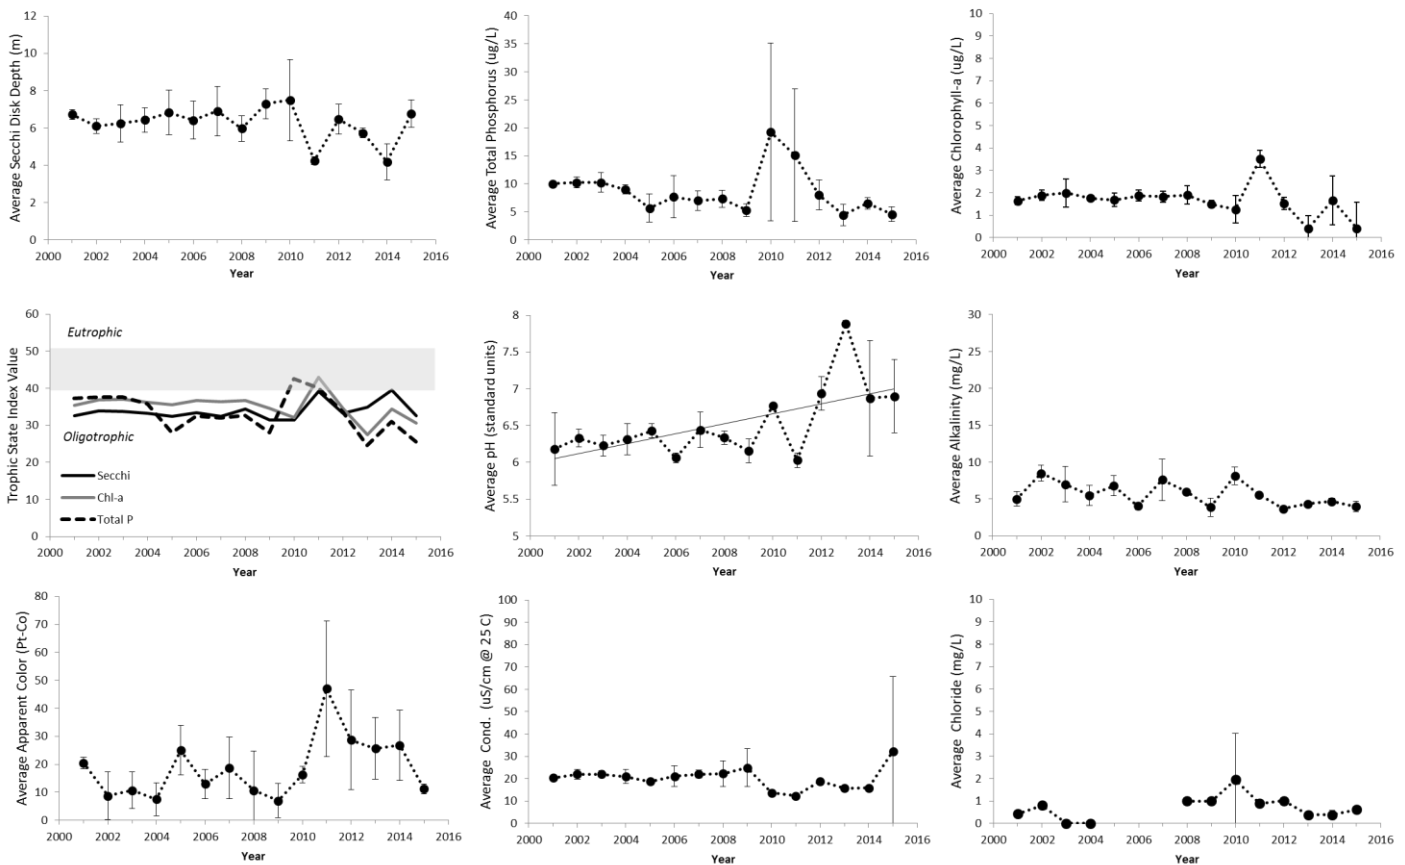 Average Secchi Disk Depth (m)
12
10
8
6
4
2
0
2000 2002 2004 2006 2008 2010 2012 2014 2016
Year
Average Total Phosphorus (ug/L)
40
35
30
25
20
15
10
5
0
2000 2002 2004 2006 2008 2010 2012 2014 2016
Year
Average Chlorophyll-a (ug/L)
10
9
8
7
6
5
4
3
2
1
0
2000 2002 2004 2006 2008 2010 2012 2014 2016
Year
Trophic State Index Value
60
50
40
30
20
10
0
Eutrophic
Oligotrophic
Secchi
Chl-a
Total P
2000 2002 2004 2006 2008 2010 2012 2014 2016
Year
Average pH (standard units)
8
7.5
7
6.5
6
5.5
5
2000 2002 2004 2006 2008 2010 2012 2014 2016
Year
Average Alkalinity (mg/L)
30
25
20
15
10
5
0
2000 2002 2004 2006 2008 2010 2012 2014 2016
Year
Average Apparent Color (Pt-Co)
80
70
60
50
40
30
20
10
0
2000 2002 2004 2006 2008 2010 2012 2014 2016
Year
Average Cond. (uS/cm @ 25 C)
100
90
80
70
60
50
40
30
20
10
0
2000 2002 2004 2006 2008 2010 2012 2014 2016
Year
Average Chloride (mg/L)
10
9
8
7
6
5
4
3
2
1
0
2000 2002 2004 2006 2008 2010 2012 2014 2016
Year